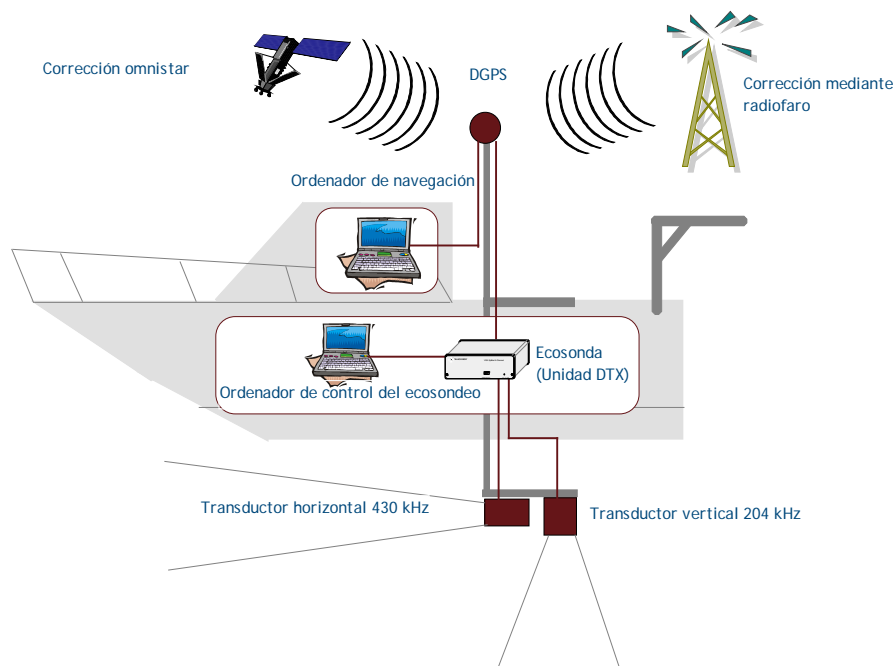 Corrección omnistar
DGPS
Corrección mediante
radiofaro
Ordenador de navegación
Ecosonda
(Unidad DTX)
Ordenador de control del ecosondeo
Transductor horizontal 430 kHz
Transductor vertical 204 kHz